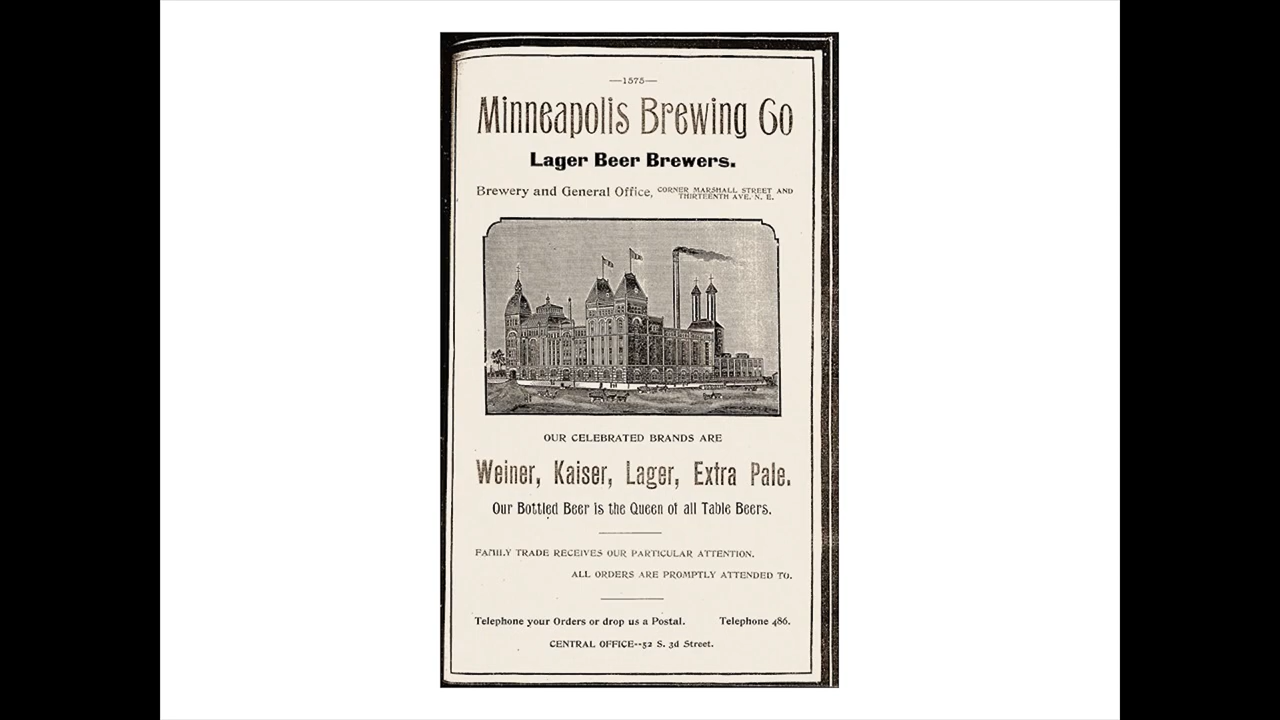 —1575—
Minneapolis Brewing Co
Lager Beer Brewers.
Brewery and General Office, CORNER MARSHALL STREET AND
THIRTEENTH AVE. N. E.
OUR CELEBRATED BRANDS ARE
Weiner, Kaiser, Lager, Extra Pale.
Our Bottled Beer is the Queen of all Table Beers.
FAMILY TRADE RECEIVES OUR PARTICULAR ATTENTION.
ALL ORDERS ARE PROMPTLY ATTENDED TO.
Telephone your Orders or drop us a Postal. Telephone 486.
CENTRAL OFFICE--52 S. 3d Street.